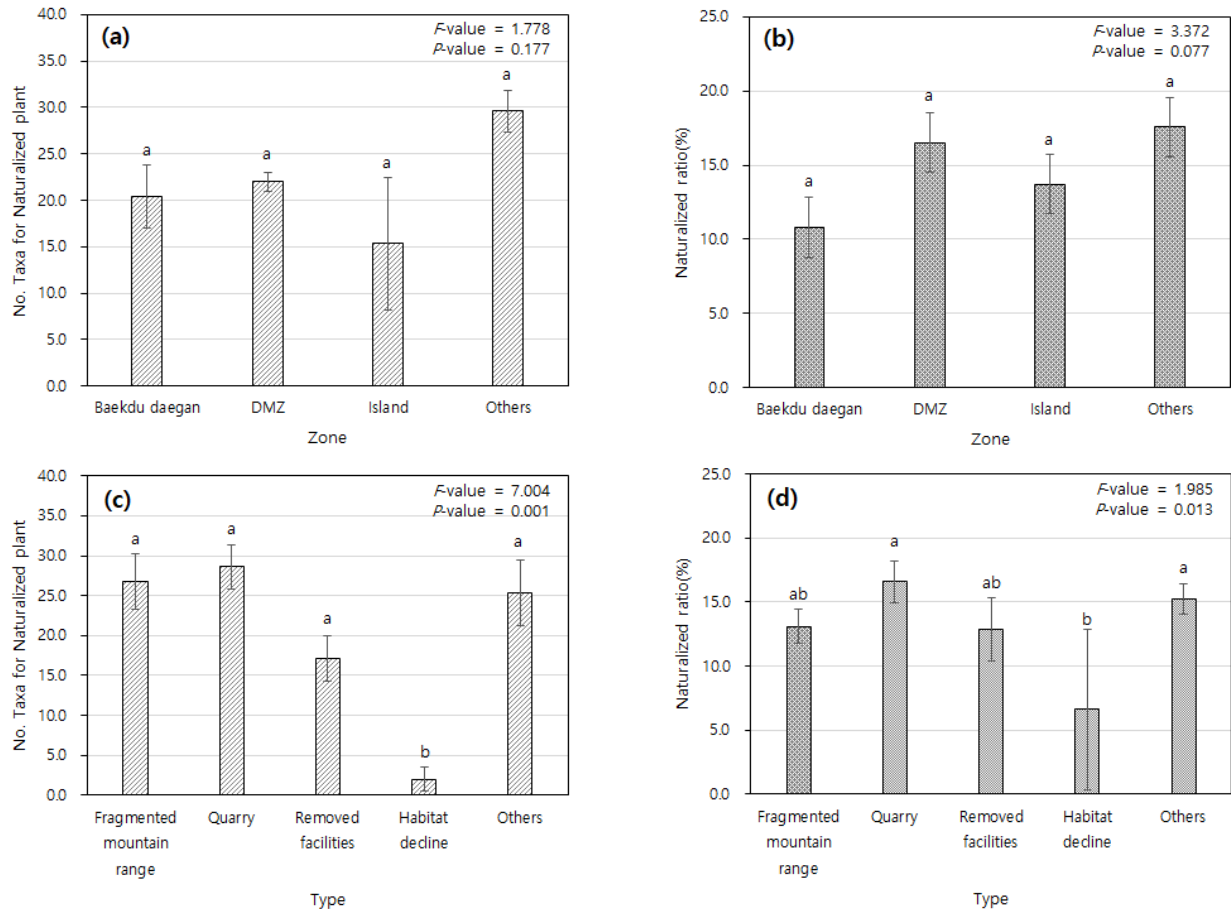 (a)
F-value = 1.778
P-value = 0.177
No. Taxa for Naturalized plant
40.0
35.0
30.0
25.0
20.0
15.0
10.0
5.0
0.0
a
a
a
a
Baekdu daegan
DMZ
Island
Others
Zone
(b)
F-value = 3.372
P-value = 0.077
Naturalized ratio(%)
25.0
20.0
15.0
10.0
5.0
0.0
a
a
a
a
Baekdu daegan
DMZ
Island
Others
Zone
(c)
F-value = 7.004
P-value = 0.001
No. Taxa for Naturalized plant
40.0
35.0
30.0
25.0
20.0
15.0
10.0
5.0
0.0
a
a
a
b
a
Fragmented
mountain
range
Quarry
Removed
facilities
Habitat
decline
Others
Type
(d)
F-value = 1.985
P-value = 0.013
Naturalized ratio(%)
25.0
20.0
15.0
10.0
5.0
0.0
ab
a
ab
b
a
Fragmented
mountain
range
Quarry
Removed
facilities
Habitat
decline
Others
Type